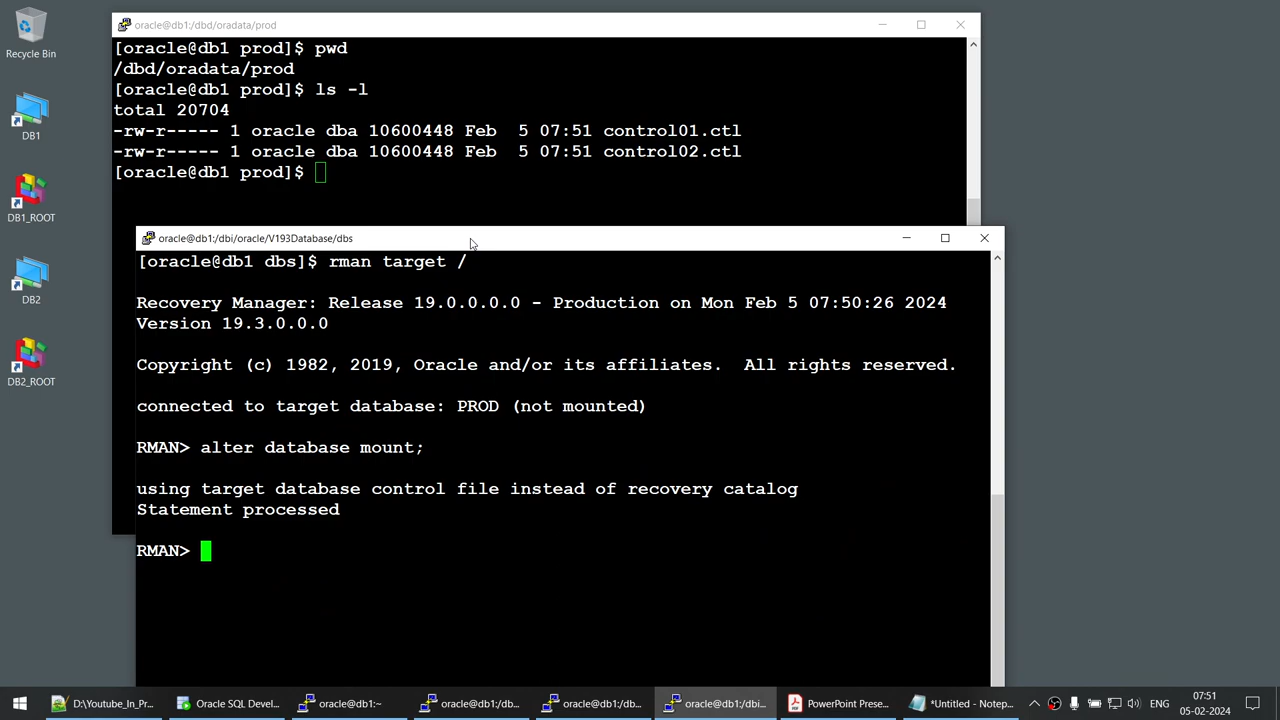 Recycle Bin
DB1
DB1_ROOT
DB2
DB2_ROOT
oracle@db1:/dbd/oradata/prod
[oracle@db1 prod]$ pwd
/dbd/oradata/prod
[oracle@db1 prod]$ ls -l
total 20704
-rw-r----- 1 oracle dba 10600448 Feb  5 07:51 control01.ctl
-rw-r----- 1 oracle dba 10600448 Feb  5 07:51 control02.ctl
[oracle@db1 prod]$
oracle@db1:/dbi/oracle/V193Database/dbs
[oracle@db1 dbs]$ rman target /
Recovery Manager: Release 19.0.0.0.0 - Production on Mon Feb 5 07:50:26 2024
Version 19.3.0.0.0
Copyright (c) 1982, 2019, Oracle and/or its affiliates.  All rights reserved.
connected to target database: PROD (not mounted)
RMAN> alter database mount;
using target database control file instead of recovery catalog
Statement processed
RMAN>
D:\Youtube_In_Pr...
Oracle SQL Devel...
oracle@db1:~
oracle@db1:/db...
oracle@db1:/db...
oracle@db1:/dbi...
PowerPoint Prese...
*Untitled - Notep...
ENG
07:51
05-02-2024